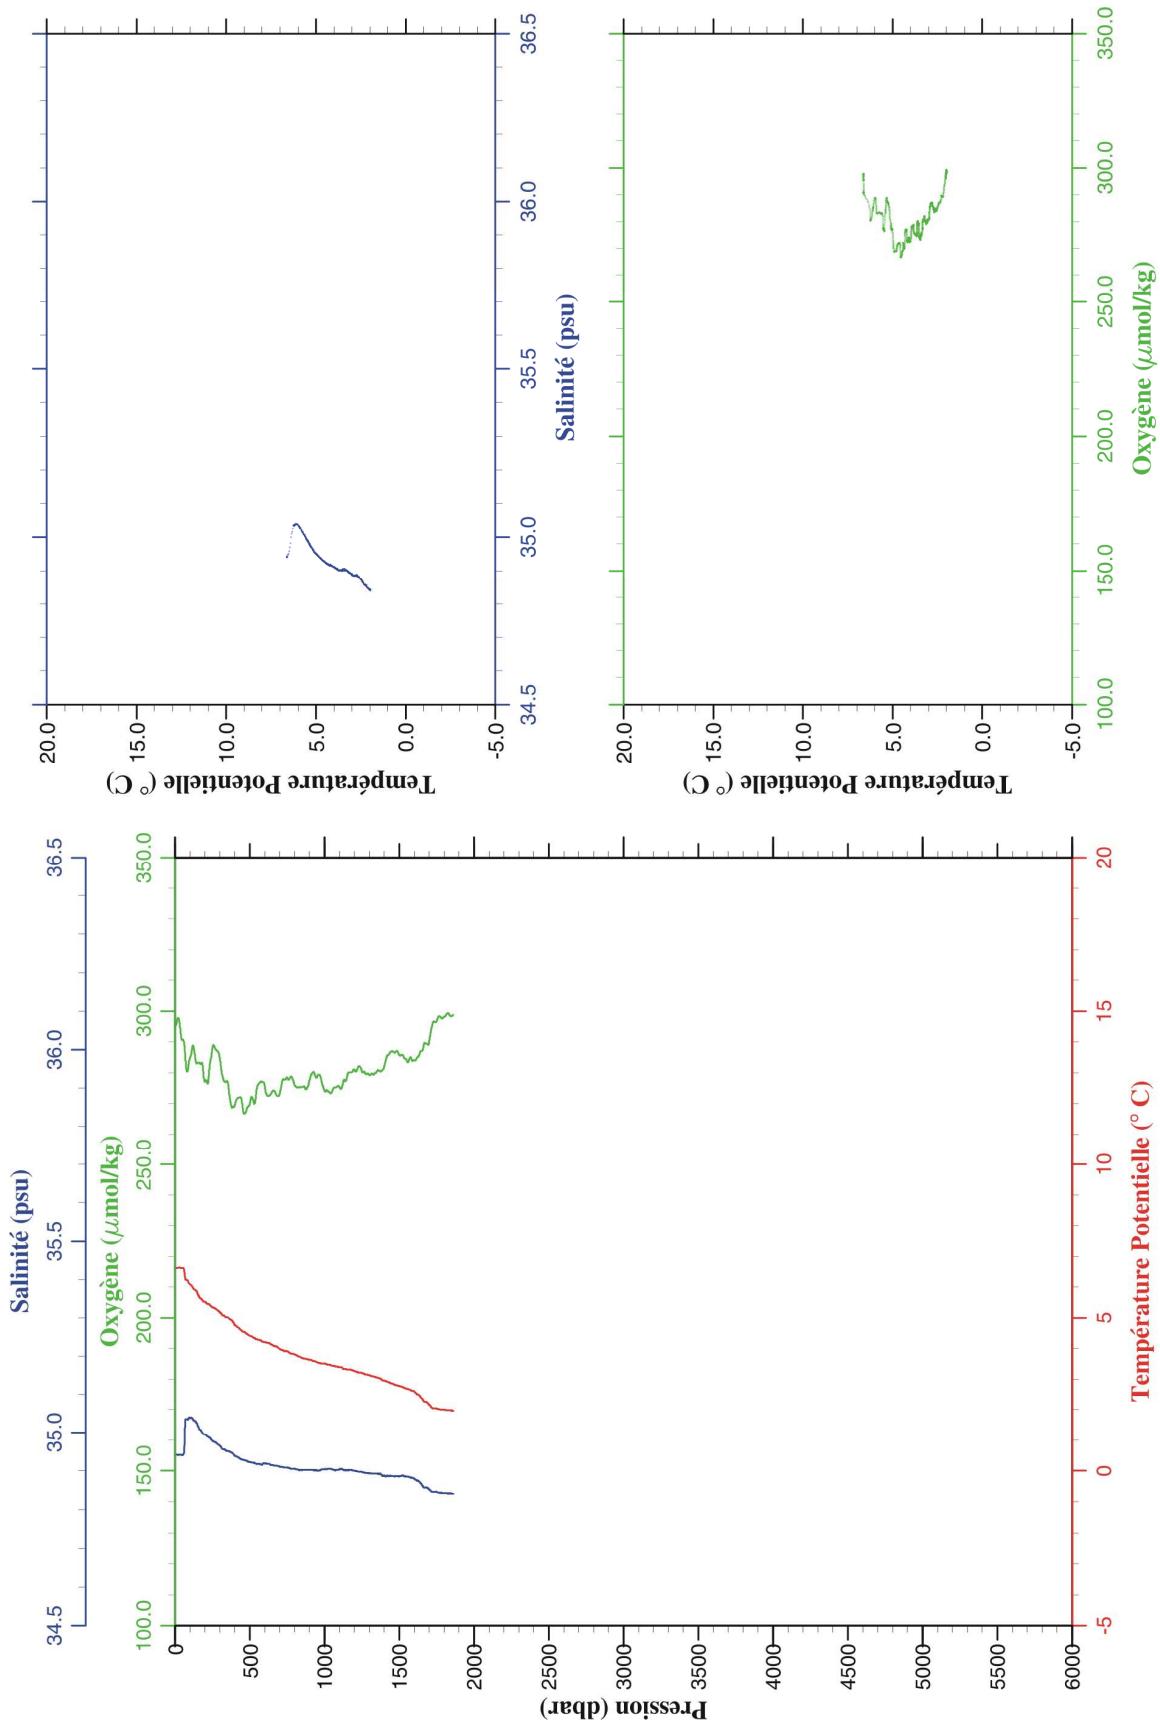 Salinité (psu)
34.5 35.0 35.5 36.0 36.5
Oxygène (μmol/kg)
100.0 150.0 200.0 250.0 300.0 350.0
Pression (dbar)
0
500
1000
1500
2000
2500
3000
3500
4000
4500
5000
5500
6000
-5 0 5 10 15 20
Température Potentielle (° C)
Température Potentielle (° C)
20.0
15.0
10.0
5.0
0.0
-5.0
34.5 35.0 35.5 36.0 36.5
Salinité (psu)
Température Potentielle (° C)
20.0
15.0
10.0
5.0
0.0
-5.0
100.0 150.0 200.0 250.0 300.0 350.0
Oxygène (μmol/kg)